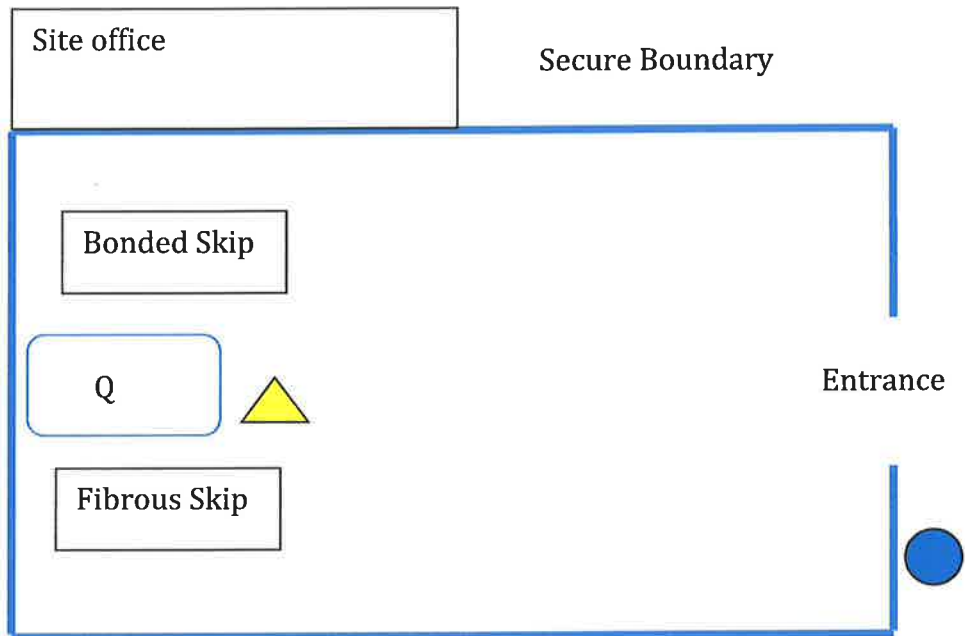 Site office
Secure Boundary
Bonded Skip
Q
Entrance
Fibrous Skip